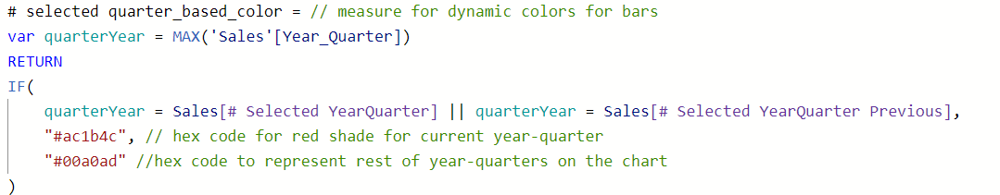 # selected quarter_based_color = // measure for dynamic colors for bars
var quarterYear = MAX('Sales'[Year_Quarter])
RETURN
IF(
    quarterYear = Sales[# Selected YearQuarter] || quarterYear = Sales[# Selected YearQuarter Previous],
    "#ac1b4c", // hex code for red shade for current year-quarter
    "#00a0ad" //hex code to represent rest of year-quarters on the chart
)